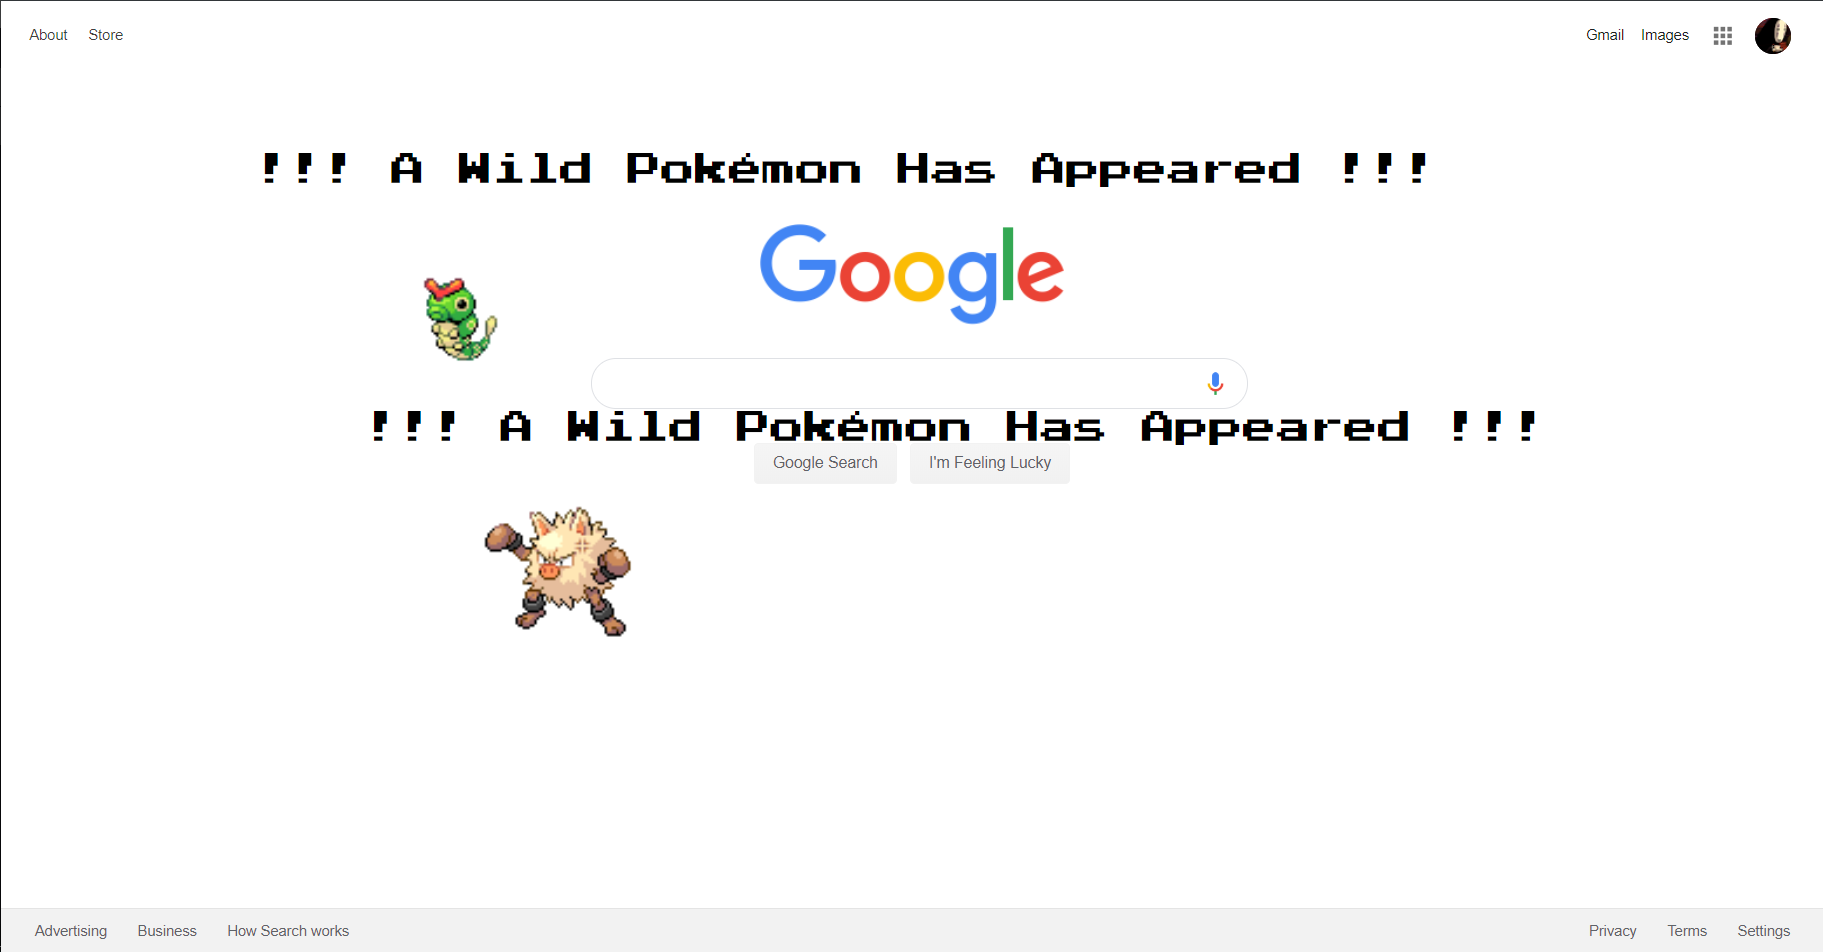 About Store Gmail Images
!!! A Wild Pokémon Has Appeared !!!
Google
!!! A Wild Pokémon Has Appeared !!!
Google Search I'm Feeling Lucky
Advertising Business How Search works Privacy Terms Settings